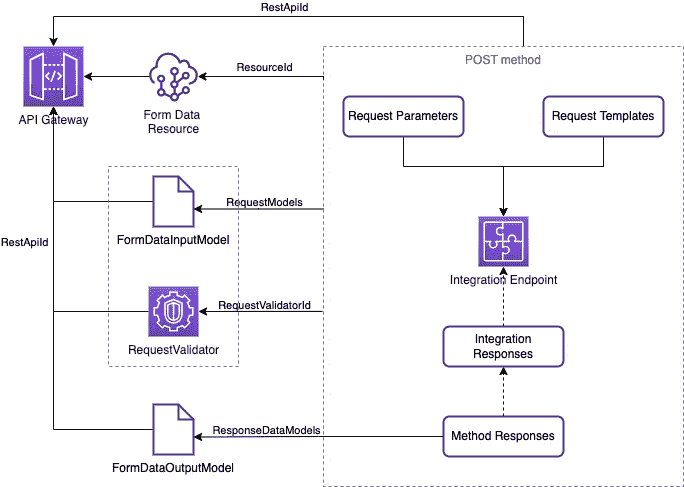 RestApiId
POST method
API Gateway
ResourceId
Form Data
Resource
Request Parameters
Request Templates
RequestModels
FormDataInputModel
RestApiId
Integration Endpoint
RequestValidatorId
RequestValidator
Integration
Responses
ResponseDataModels
Method Responses
FormDataOutputModel